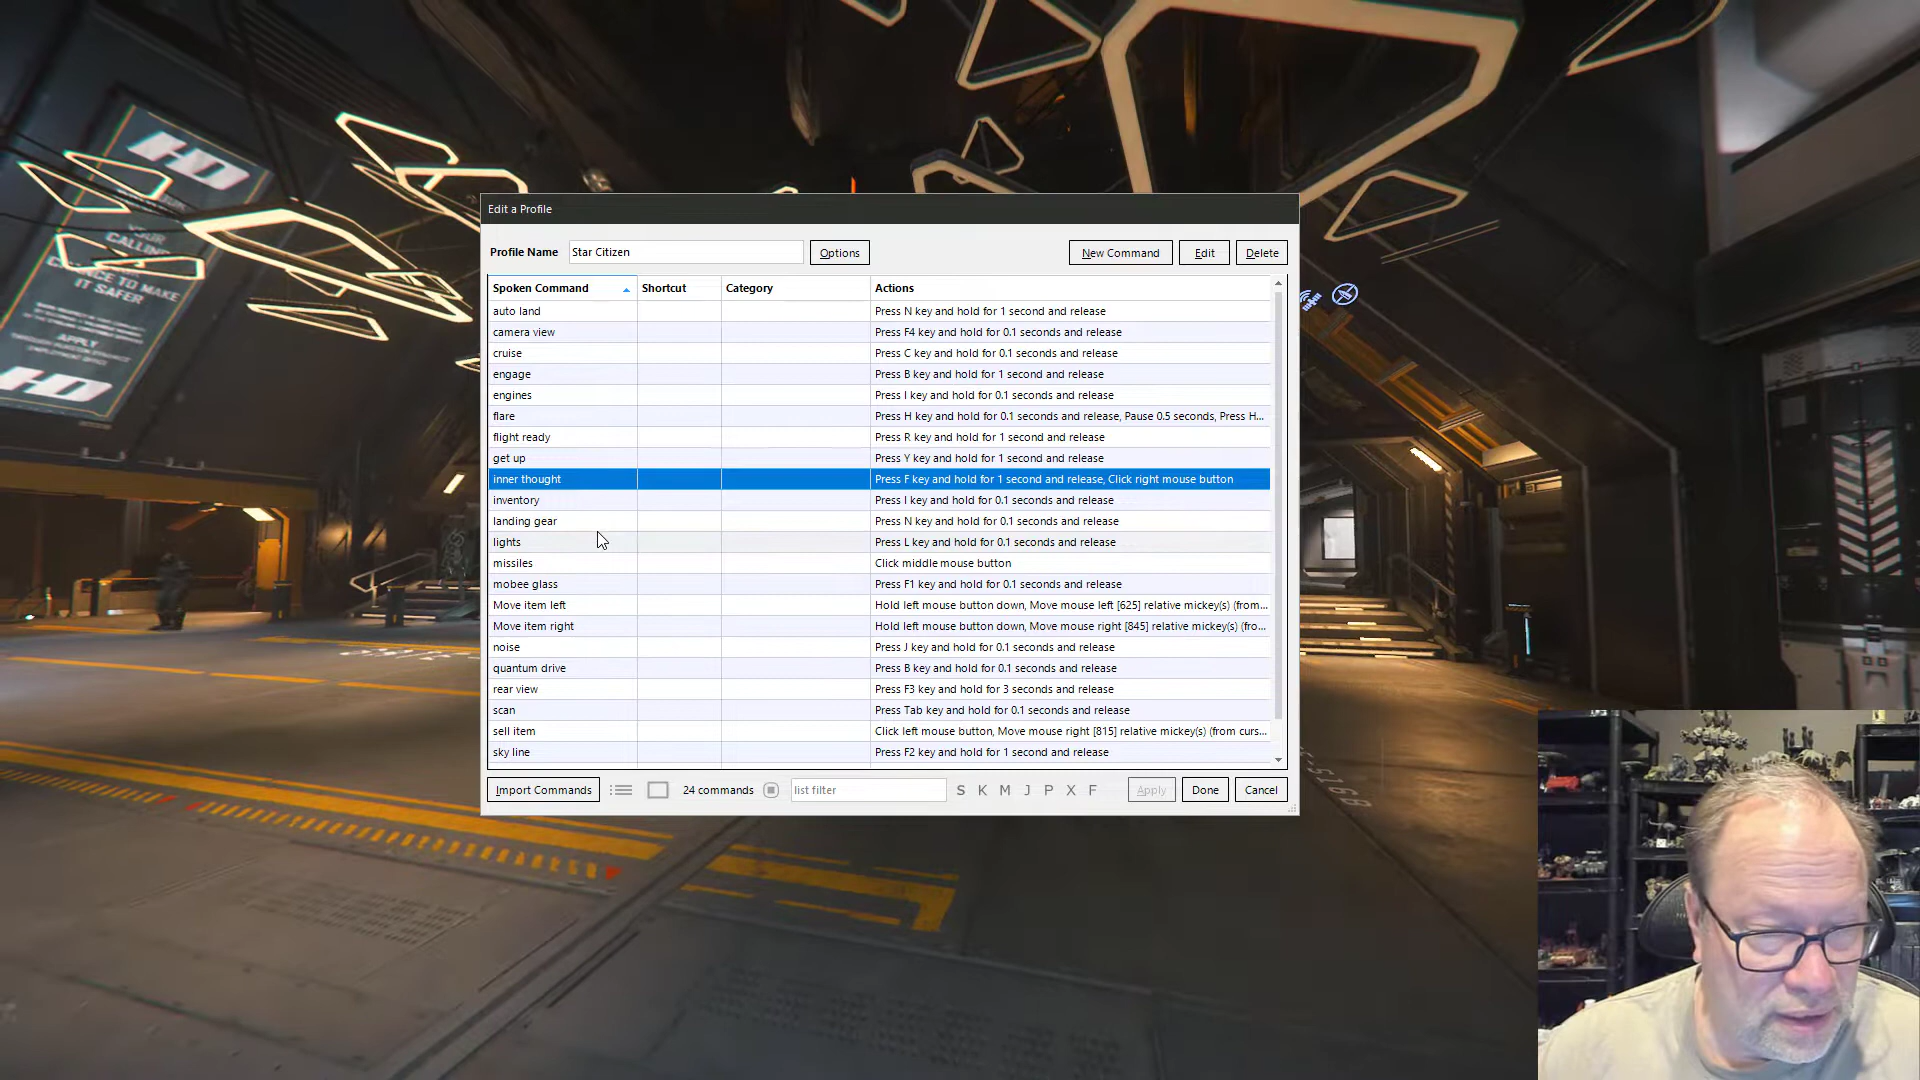 HD
YOUR
CALLING
CHANCE TO MAKE
IT SAFER
APPLY
HD
Edit a Profile
Profile Name Star Citizen Options New Command Edit Delete
Spoken Command Shortcut Category Actions
auto land Press N key and hold for 1 second and release
camera view Press F4 key and hold for 0.1 seconds and release
cruise Press C key and hold for 0.1 seconds and release
engage Press B key and hold for 1 second and release
engines Press I key and hold for 0.1 seconds and release
flare Press H key and hold for 0.1 seconds and release, Pause 0.5 seconds, Press H...
flight ready Press R key and hold for 1 second and release
get up Press Y key and hold for 1 second and release
inner thought Press F key and hold for 1 second and release, Click right mouse button
inventory Press I key and hold for 0.1 seconds and release
landing gear Press N key and hold for 0.1 seconds and release
lights Press L key and hold for 0.1 seconds and release
missiles Click middle mouse button
mobee glass Press F1 key and hold for 0.1 seconds and release
Move item left Hold left mouse button down, Move mouse left [625] relative mickey(s) (from...
Move item right Hold left mouse button down, Move mouse right [845] relative mickey(s) (fro...
noise Press J key and hold for 0.1 seconds and release
quantum drive Press B key and hold for 0.1 seconds and release
rear view Press F3 key and hold for 3 seconds and release
scan Press Tab key and hold for 0.1 seconds and release
sell item Click left mouse button, Move mouse right [815] relative mickey(s) (from curs...
sky line Press F2 key and hold for 1 second and release
Import Commands 24 commands list filter S K M J P X F Apply Done Cancel